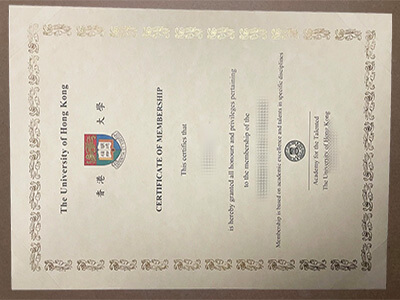 The University of Hong Kong
香港大學
CERTIFICATE OF MEMBERSHIP
This certifies that
is hereby granted all honours and privileges pertaining
to the membership of the
Membership is based on academic excellence and talents in specific disciplines
Academy for the Talented
The University of Hong Kong